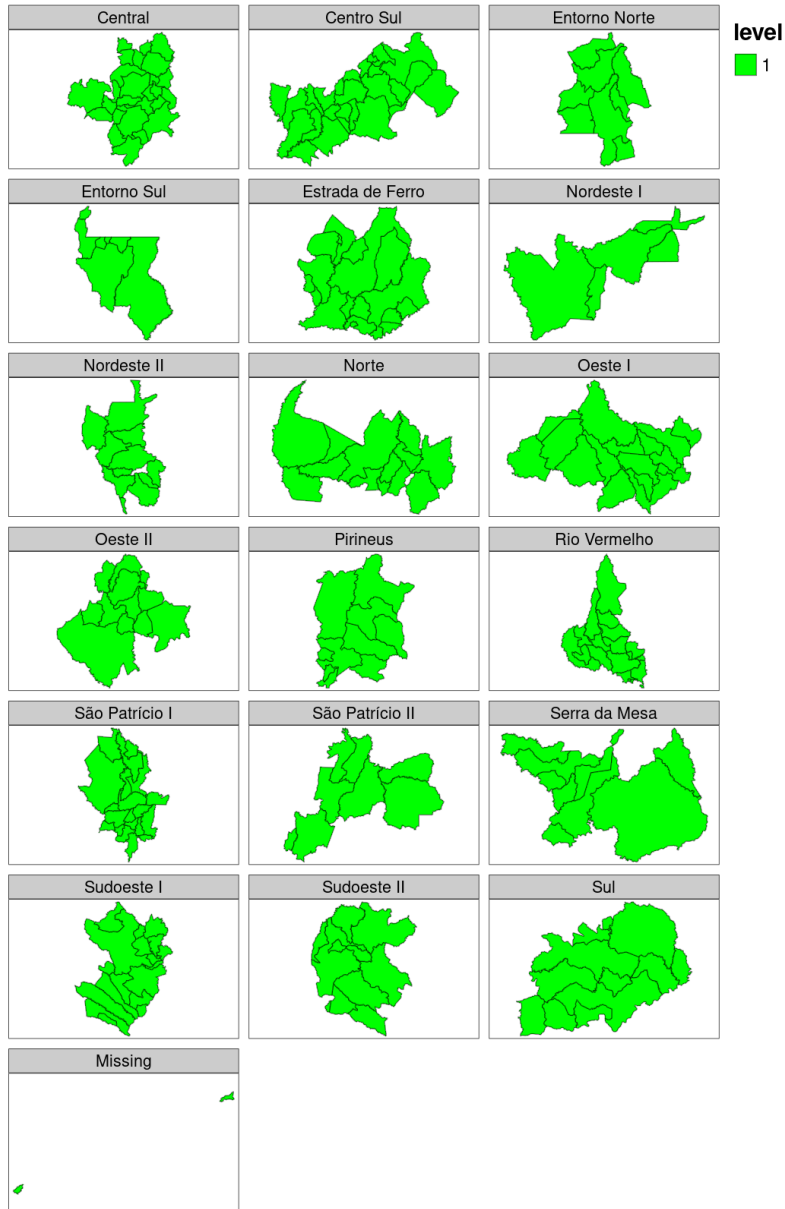 Central
Centro Sul
Entorno Norte
level
1
Entorno Sul
Estrada de Ferro
Nordeste I
Nordeste II
Norte
Oeste I
Oeste II
Pirineus
Rio Vermelho
São Patrício I
São Patrício II
Serra da Mesa
Sudoeste I
Sudoeste II
Sul
Missing